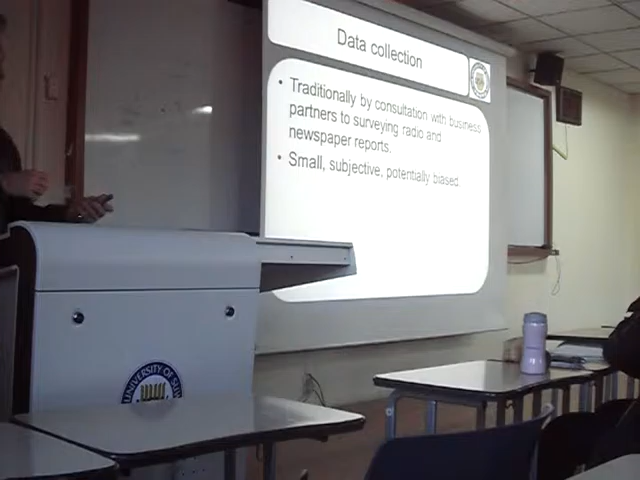 Data collection
• Traditionally by consultation with business
partners to surveying radio and
newspaper reports.
• Small, subjective, potentially biased
UNIVERSITY OF